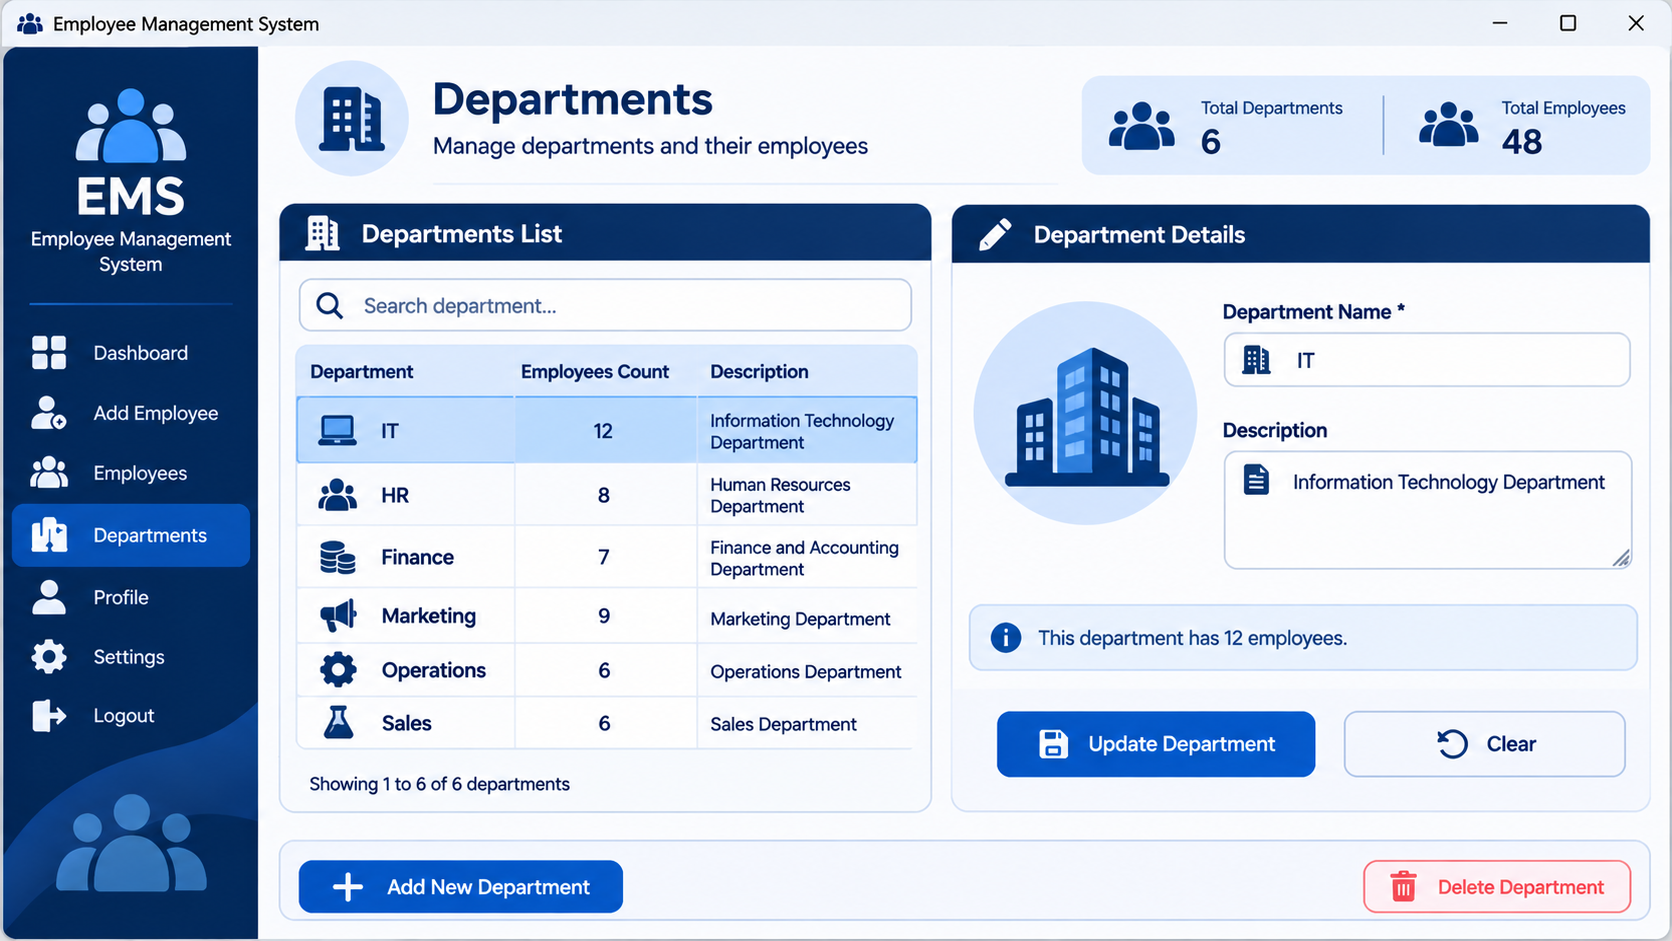 Employee Management System
EMS
Employee Management
System
Dashboard
Add Employee
Employees
Departments
Profile
Settings
Logout
Departments
Manage departments and their employees
Total Departments
6
Total Employees
48
Departments List
Search department...
Department Employees Count Description
IT 12 Information Technology
Department
HR 8 Human Resources
Department
Finance 7 Finance and Accounting
Department
Marketing 9 Marketing Department
Operations 6 Operations Department
Sales 6 Sales Department
Showing 1 to 6 of 6 departments
Department Details
Department Name *
IT
Description
Information Technology Department
This department has 12 employees.
Update Department
Clear
Add New Department
Delete Department